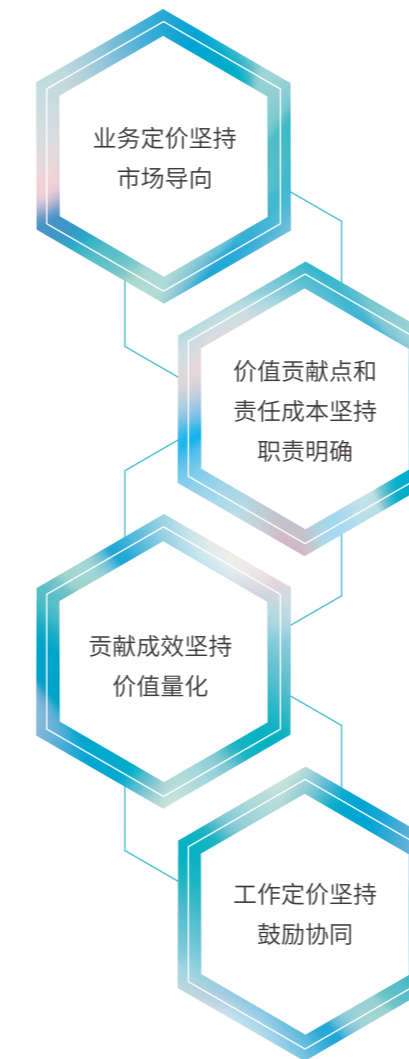 业务定价坚持
市场导向
价值贡献点和
责任成本坚持
职责明确
贡献成效坚持
价值量化
工作定价坚持
鼓励协同